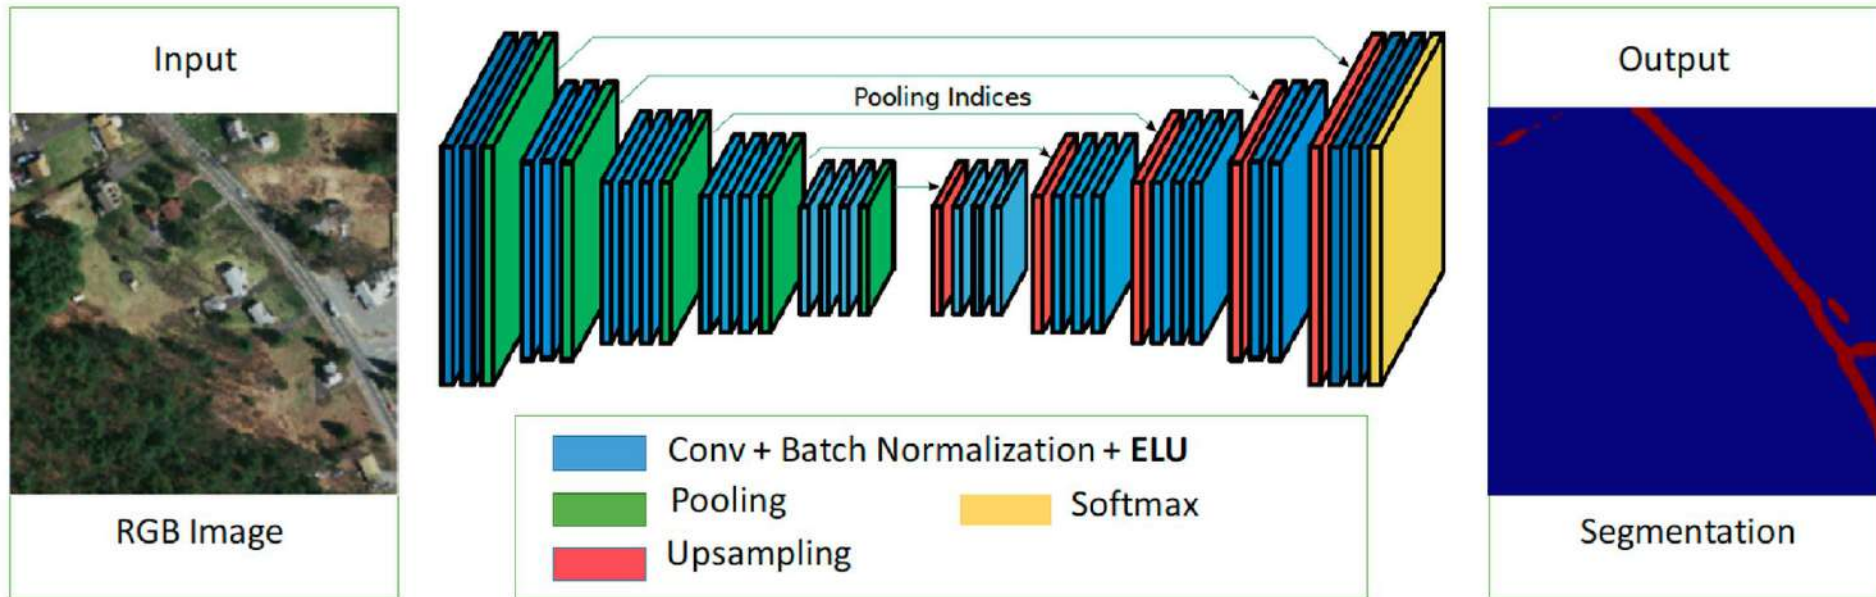 Input
RGB Image
Pooling Indices
Conv + Batch Normalization + ELU
Pooling
Softmax
Upsampling
Output
Segmentation